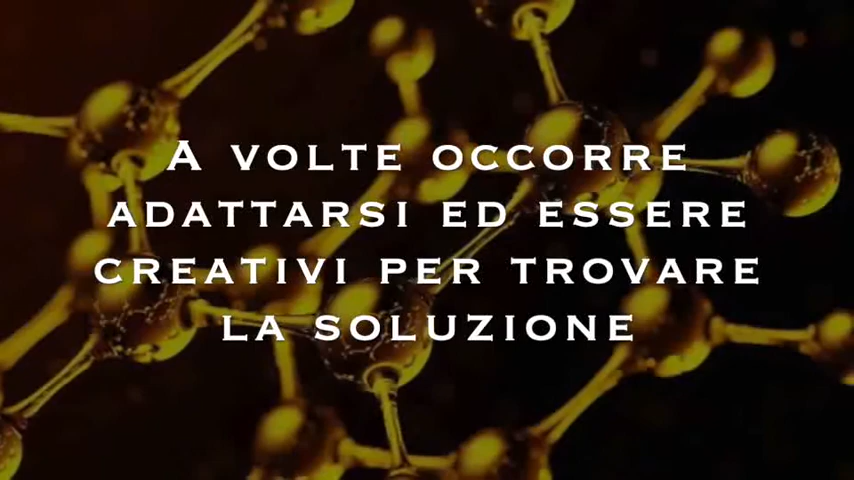 A VOLTE OCCORRE
ADATTARSI ED ESSERE
CREATIVI PER TROVARE
LA SOLUZIONE